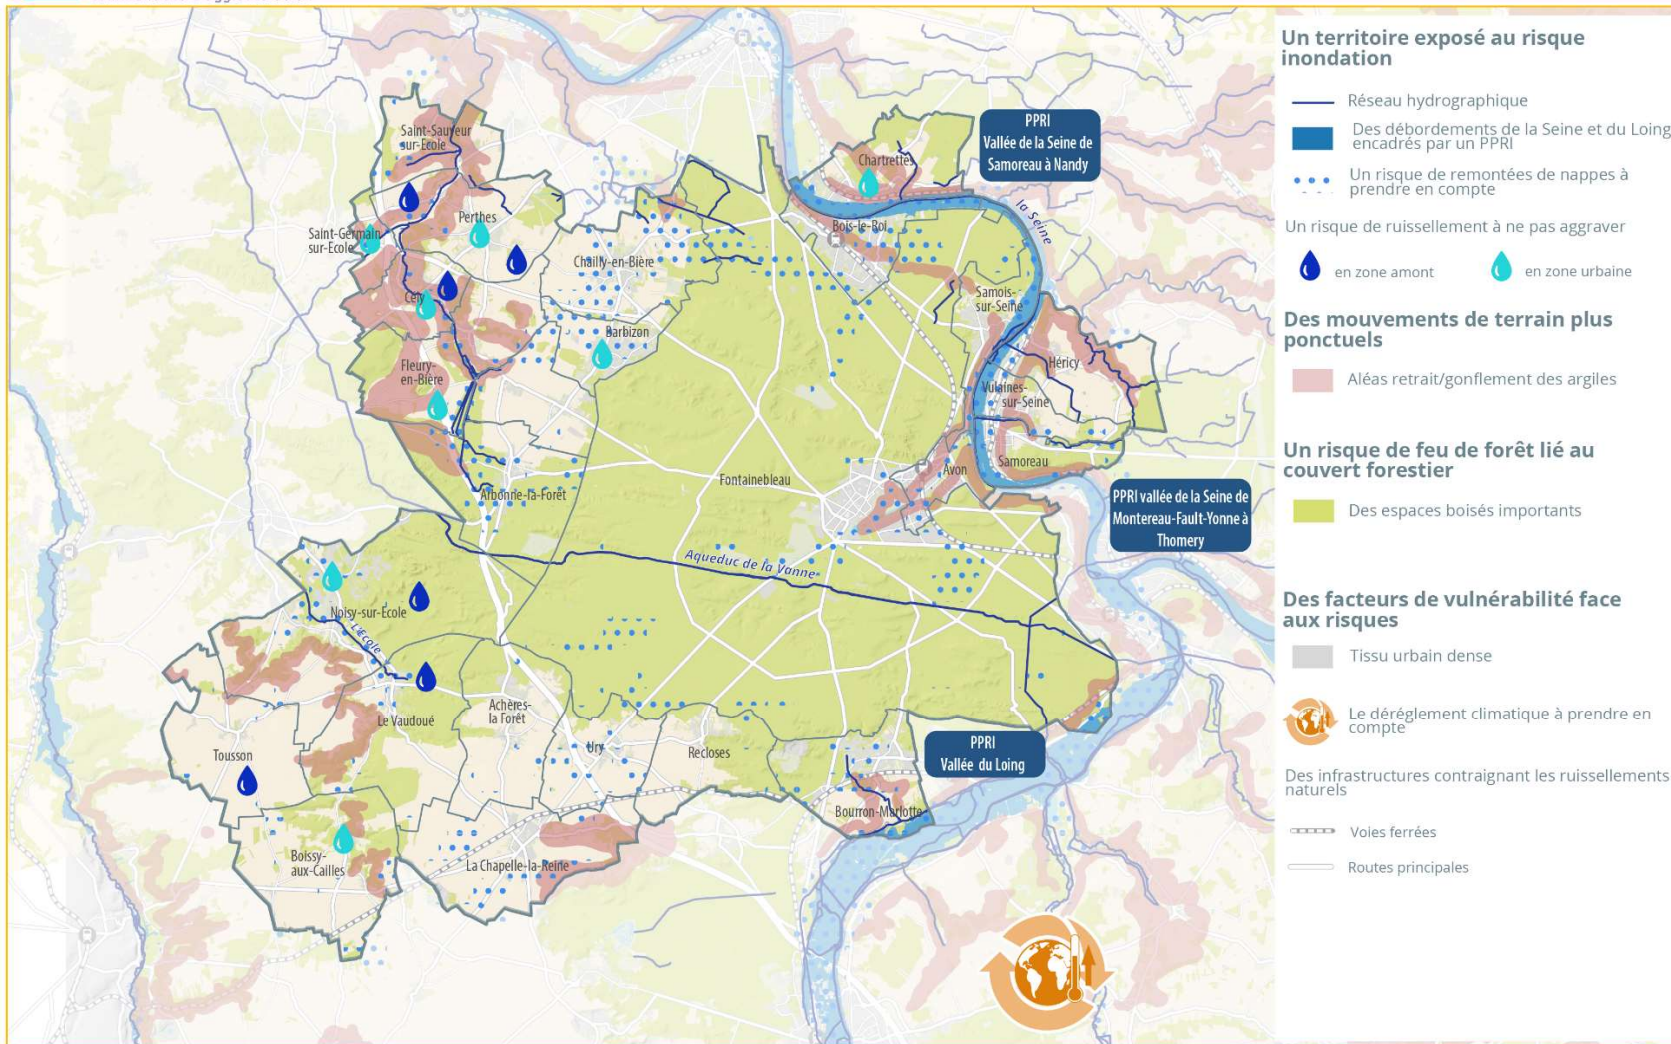 Saint-Sauveur
sur-Ecole
Perthes
Saint-Germain
sur-Ecole
Cély
Fleury-
en-Bière
Chailly-en-Bière
Barbizon
Arbonne-la-Forêt
Chartrettes
Bois-le-Roi
la Seine
Samois-
sur-Seine
Héricy
Vulaines-
sur-Seine
Samoreau
Avon
Fontainebleau
Aqueduc de la Vanne
Noisy-sur-Ecole
L'Ecole
Le Vaudoué
Achères-
la Forêt
Tousson
Ury
Recloses
Boissy-
aux-Cailles
La Chapelle-la-Reine
Bourron-Marlotte
PPRI
Vallée de la Seine de
Samoreau à Nandy
PPRI vallée de la Seine de
Montereau-Fault-Yonne à
Thomery
PPRI
Vallée du Loing
Un territoire exposé au risque
inondation
Réseau hydrographique
Des débordements de la Seine et du Loing
encadrés par un PPRI
Un risque de remontées de nappes à
prendre en compte
Un risque de ruissellement à ne pas aggraver
en zone amont
en zone urbaine
Des mouvements de terrain plus
ponctuels
Aléas retrait/gonflement des argiles
Un risque de feu de forêt lié au
couvert forestier
Des espaces boisés importants
Des facteurs de vulnérabilité face
aux risques
Tissu urbain dense
Le déréglement climatique à prendre en
compte
Des infrastructures contraignant les ruissellements
naturels
Voies ferrées
Routes principales